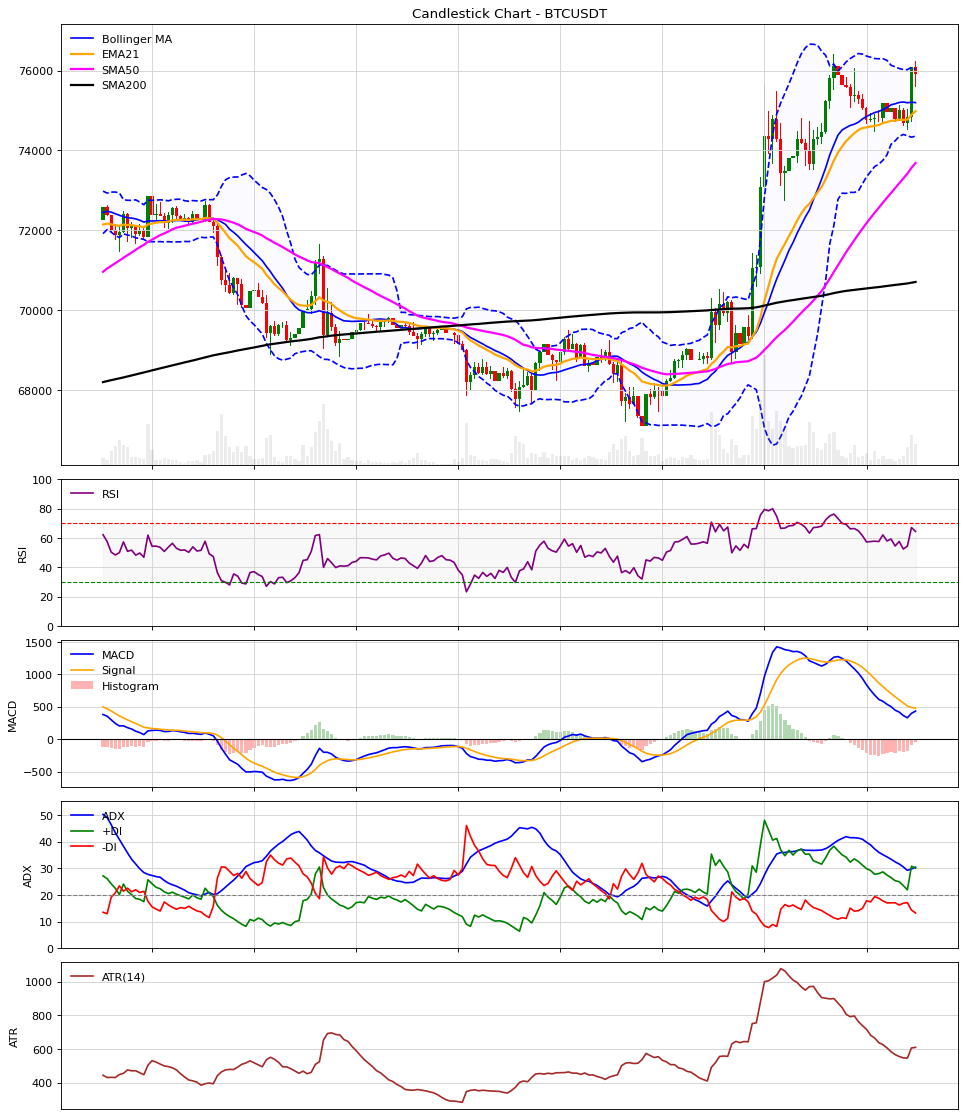 Candlestick Chart - BTCUSDT
Bollinger MA
EMA21
SMA50
SMA200
76000
74000
72000
70000
68000
RSI
RSI
100
80
60
40
20
0
MACD
Signal
Histogram
MACD
1500
1000
500
0
−500
ADX
+DI
-DI
ADX
50
40
30
20
10
0
ATR(14)
ATR
1000
800
600
400